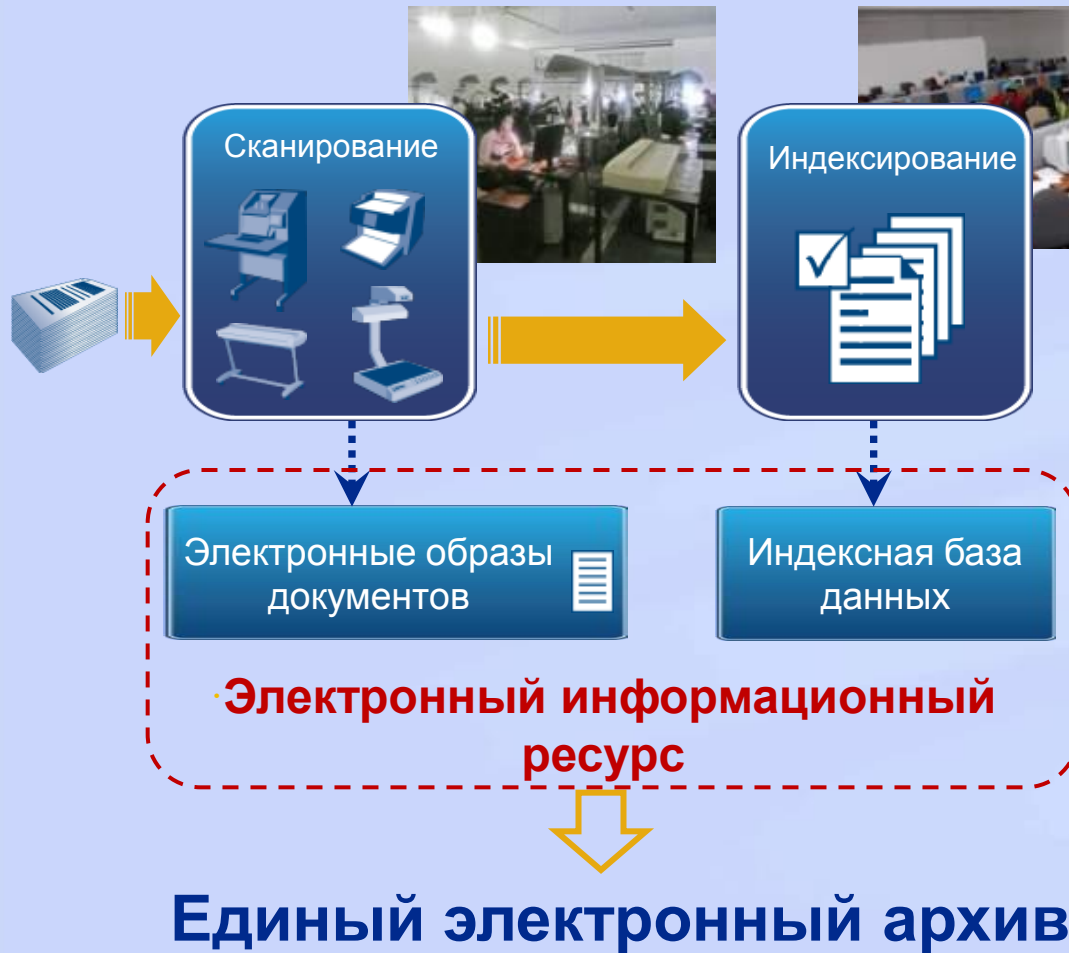 Сканирование
Индексирование
Электронные образы
документов
Индексная база
данных
Электронный информационный
ресурс
Единый электронный архив